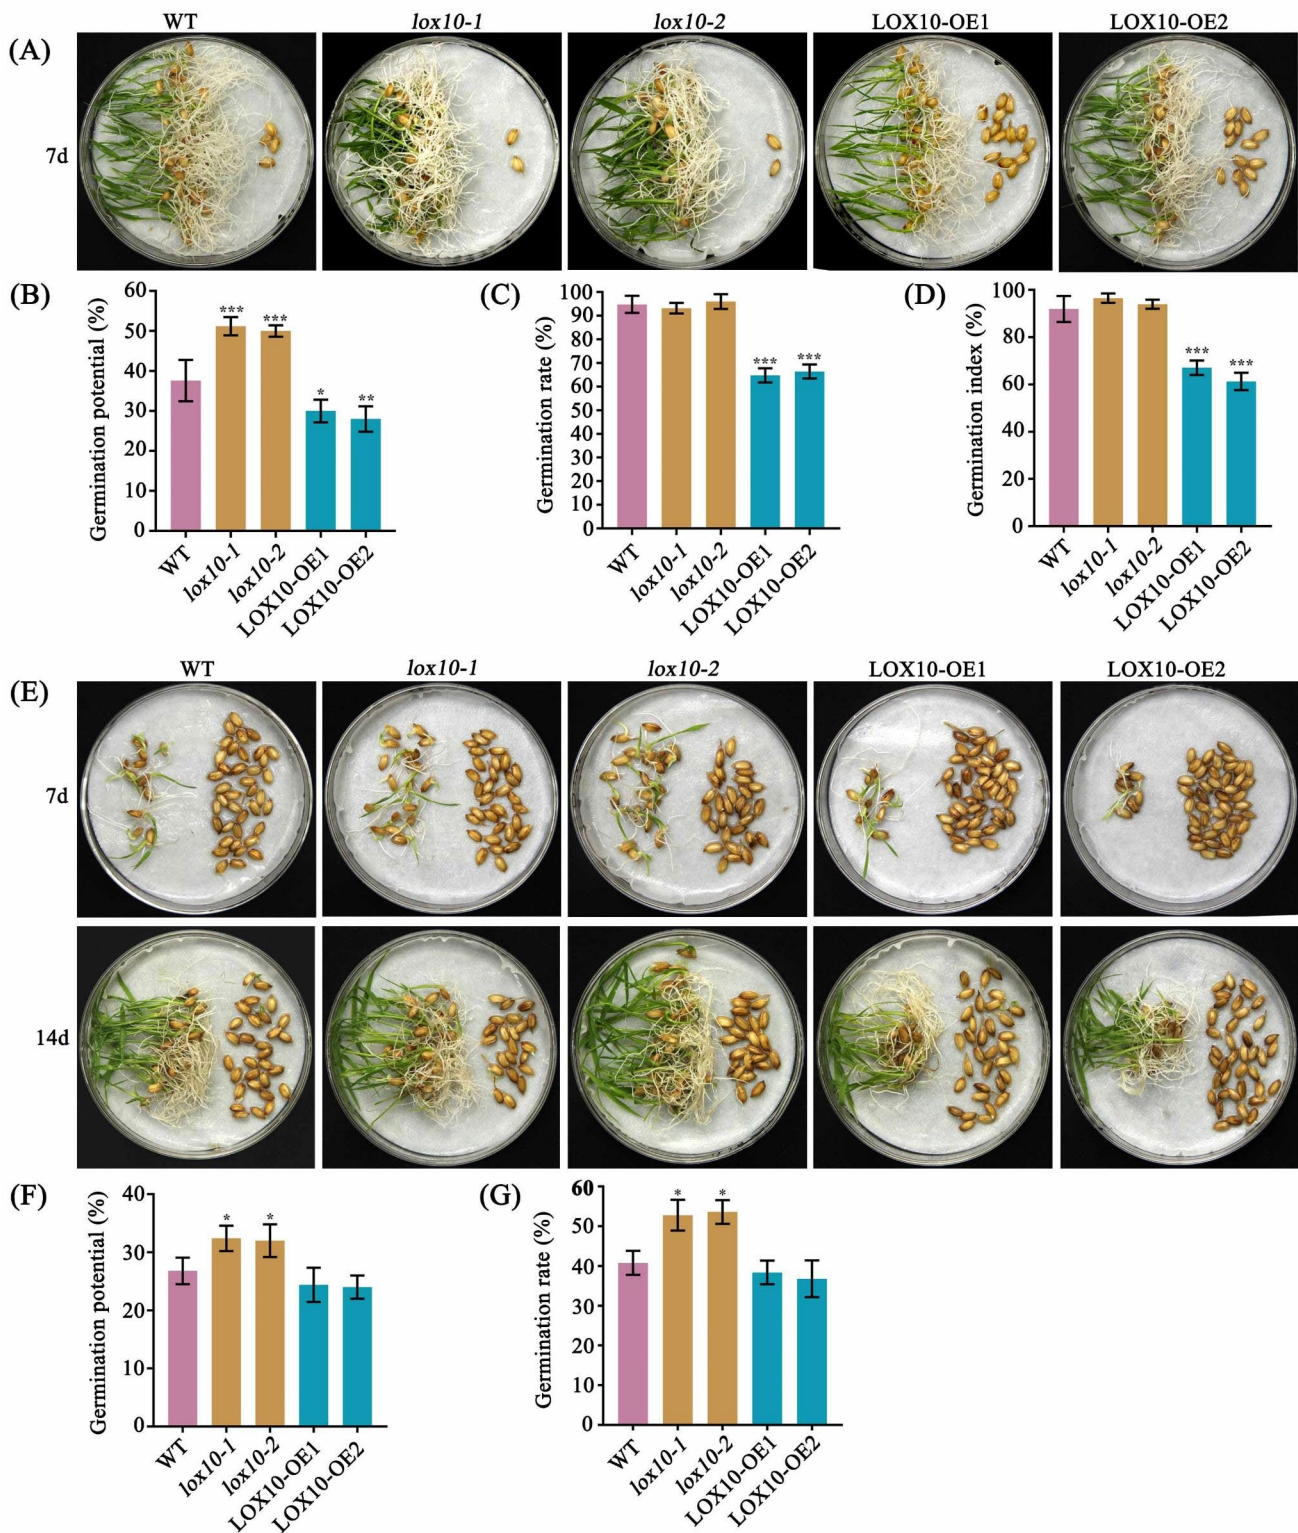 WT lox10-1 lox10-2 LOX10-OE1 LOX10-OE2
(A)
7d
(B)
Germination potential (%)
60
50
40
30
20
10
0
***
***
*
**
WT
lox10-1
lox10-2
LOX10-OE1
LOX10-OE2
(C)
Germination rate (%)
100
90
80
70
60
50
40
30
20
10
0
***
***
WT
lox10-1
lox10-2
LOX10-OE1
LOX10-OE2
(D)
Germination index (%)
100
80
60
40
20
0
***
***
WT
lox10-1
lox10-2
LOX10-OE1
LOX10-OE2
WT lox10-1 lox10-2 LOX10-OE1 LOX10-OE2
(E)
7d
14d
(F)
Germination potential (%)
40
30
20
10
0
*
*
WT
lox10-1
lox10-2
LOX10-OE1
LOX10-OE2
(G)
Germination rate (%)
60
50
40
30
20
10
0
*
*
WT
lox10-1
lox10-2
LOX10-OE1
LOX10-OE2